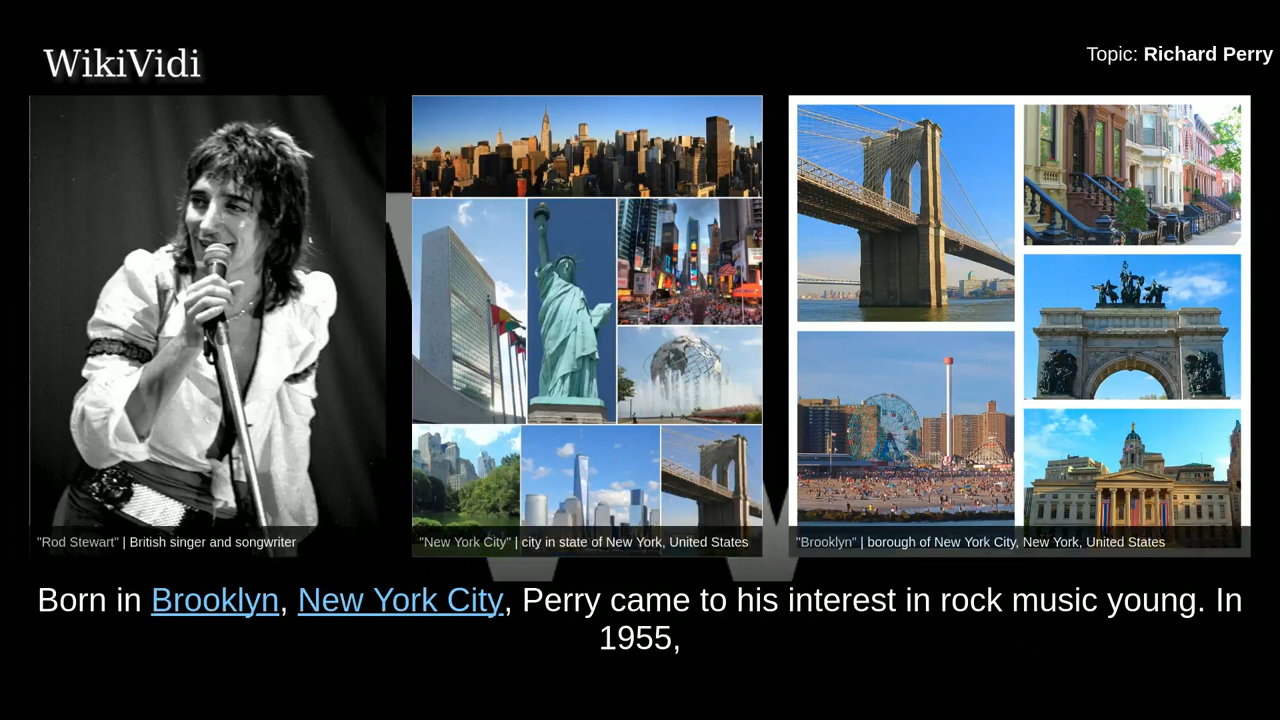 WikiVidi
Topic: Richard Perry
"Rod Stewart" | British singer and songwriter
"New York City" | city in state of New York, United States
"Brooklyn" | borough of New York City, New York, United States
Born in Brooklyn, New York City, Perry came to his interest in rock music young. In
1955,